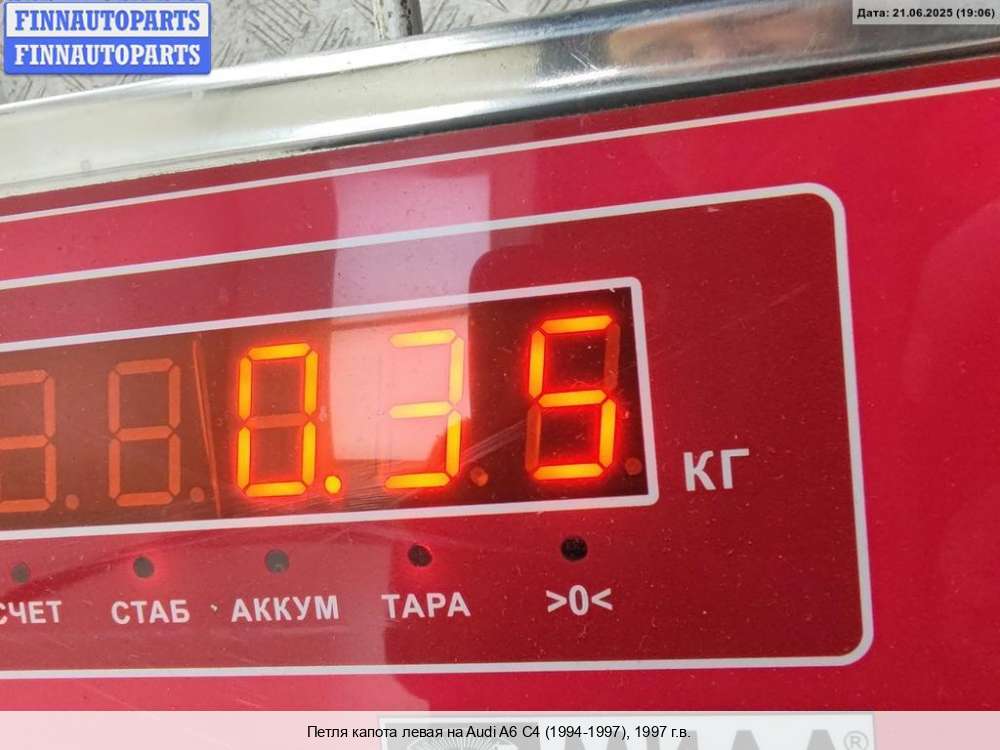 FINNAUTOPARTS
FINNAUTOPARTS
Дата: 21.06.2025 (19:06)
0.35
КГ
СЧЕТ СТАБ АККУМ ТАРА >0<
Петля капота левая на Audi A6 C4 (1994-1997), 1997 г.в.